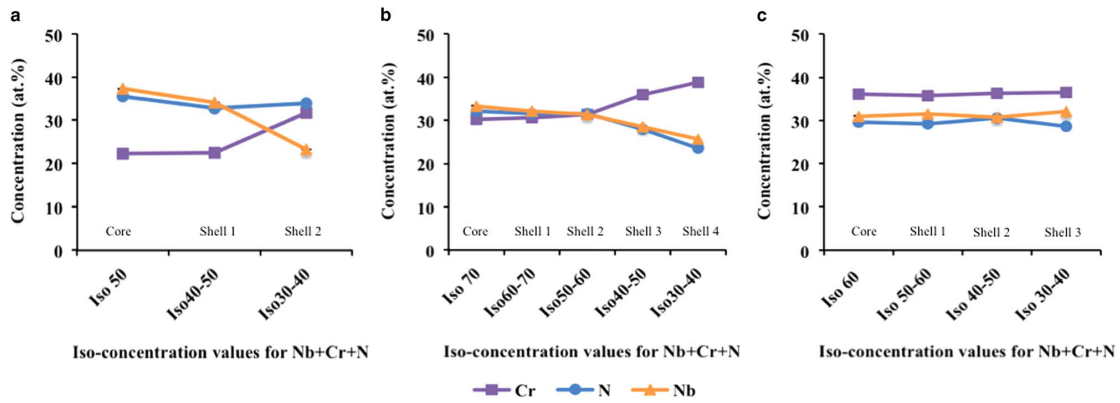 a
Concentration (at.%)
50
40
30
20
10
0
Core Shell 1 Shell 2
Iso 50 Iso40-50 Iso30-40
Iso-concentration values for Nb+Cr+N
b
Concentration (at.%)
50
40
30
20
10
0
Core Shell 1 Shell 2 Shell 3 Shell 4
Iso 70 Iso60-70 Iso50-60 Iso40-50 Iso30-40
Iso-concentration values for Nb+Cr+N
c
Concentration (at.%)
50
40
30
20
10
0
Core Shell 1 Shell 2 Shell 3
Iso 60 Iso 50-60 Iso 40-50 Iso 30-40
Iso-concentration values for Nb+Cr+N
Cr N Nb